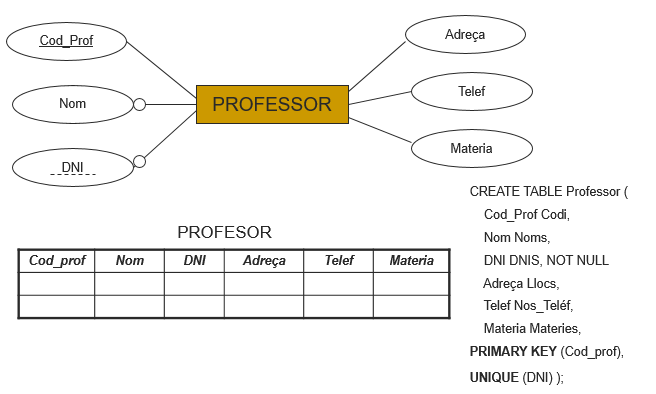 Cod_Prof
Nom
DNI
PROFESSOR
Adreça
Telef
Materia
PROFESOR
Cod_prof Nom DNI Adreça Telef Materia
CREATE TABLE Professor (
Cod_Prof Codi,
Nom Noms,
DNI DNIS, NOT NULL
Adreça Llocs,
Telef Nos_Teléf,
Materia Materies,
PRIMARY KEY (Cod_prof),
UNIQUE (DNI) );